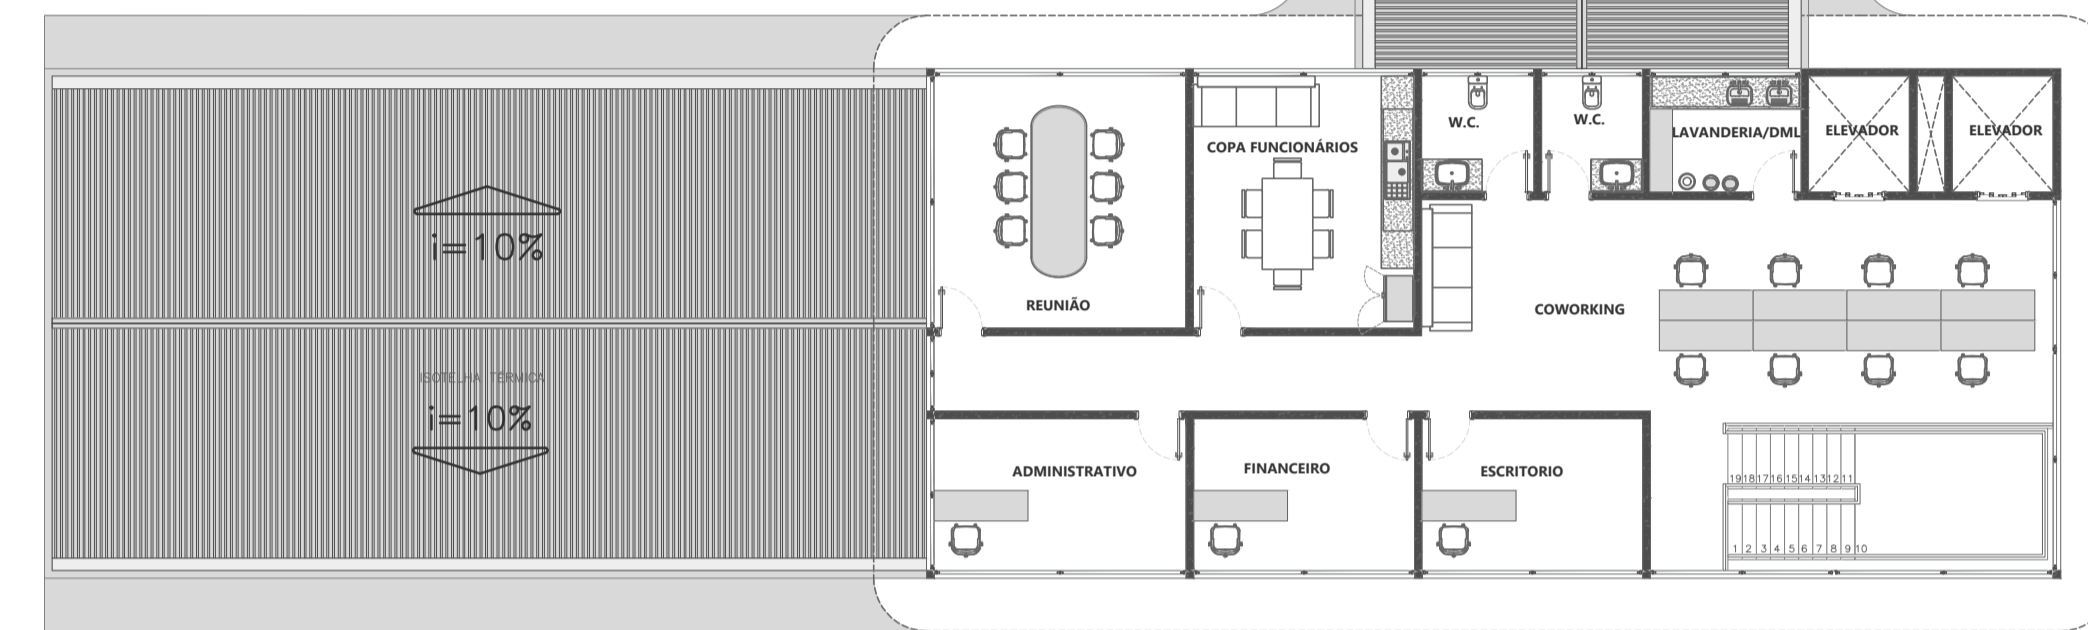 W.C.
W.C.
LAVANDERIA/DML
ELEVADOR
ELEVADOR
COPA FUNCIONÁRIOS
i=10%
REUNIÃO
COWORKING
ISOTELHA TÉRMICA
i=10%
ADMINISTRATIVO
FINANCEIRO
ESCRITORIO
19 18 17 16 15 14 13 12 11
1 2 3 4 5 6 7 8 9 10